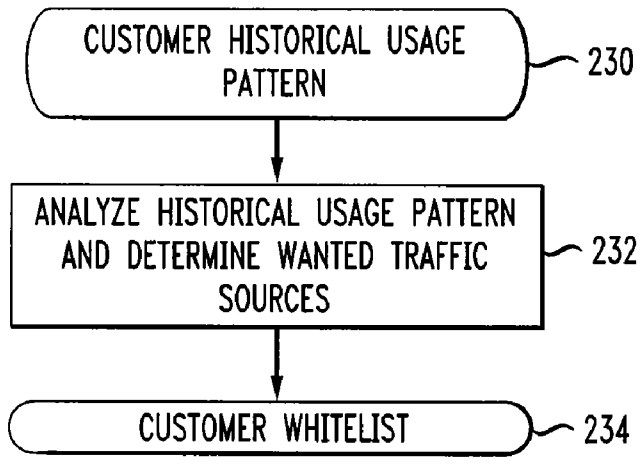 CUSTOMER HISTORICAL USAGE
PATTERN
230
ANALYZE HISTORICAL USAGE PATTERN
AND DETERMINE WANTED TRAFFIC
SOURCES
232
CUSTOMER WHITELIST
234